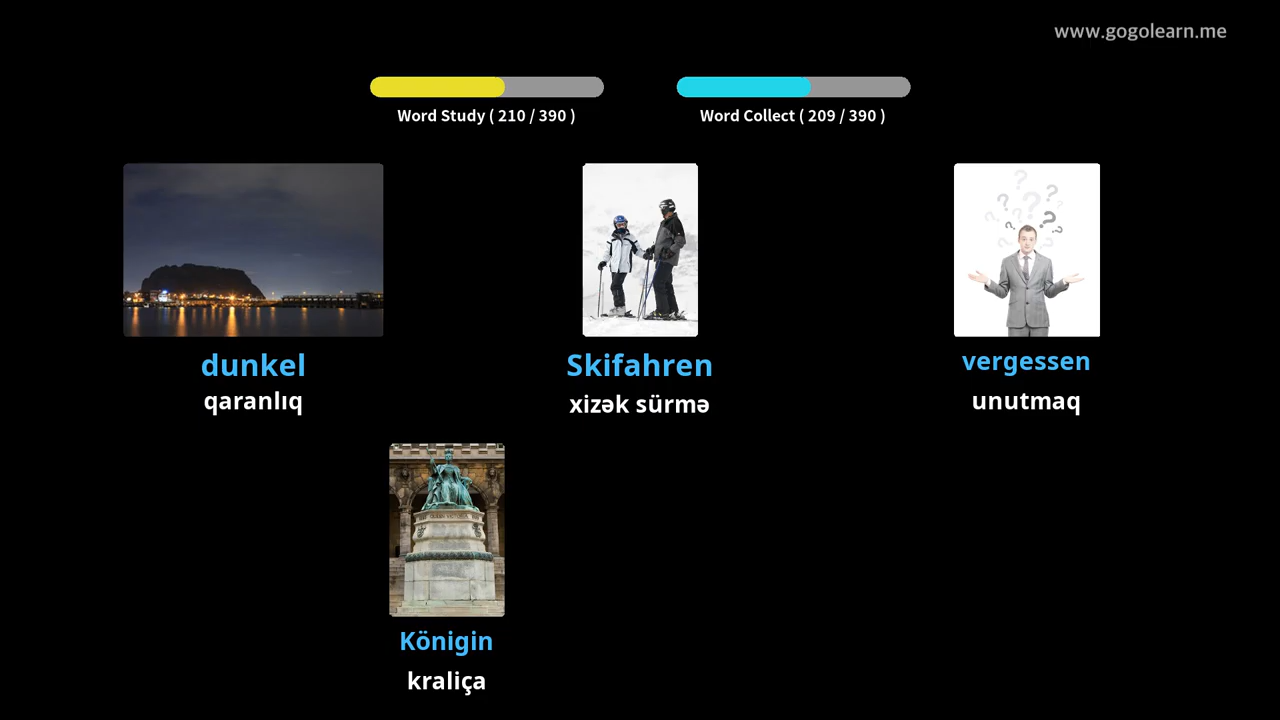 www.gogolearn.me
Word Study ( 210 / 390 )
Word Collect ( 209 / 390 )
dunkel
qaranlıq
Skifahren
xizək sürmə
vergessen
unutmaq
Königin
kraliça